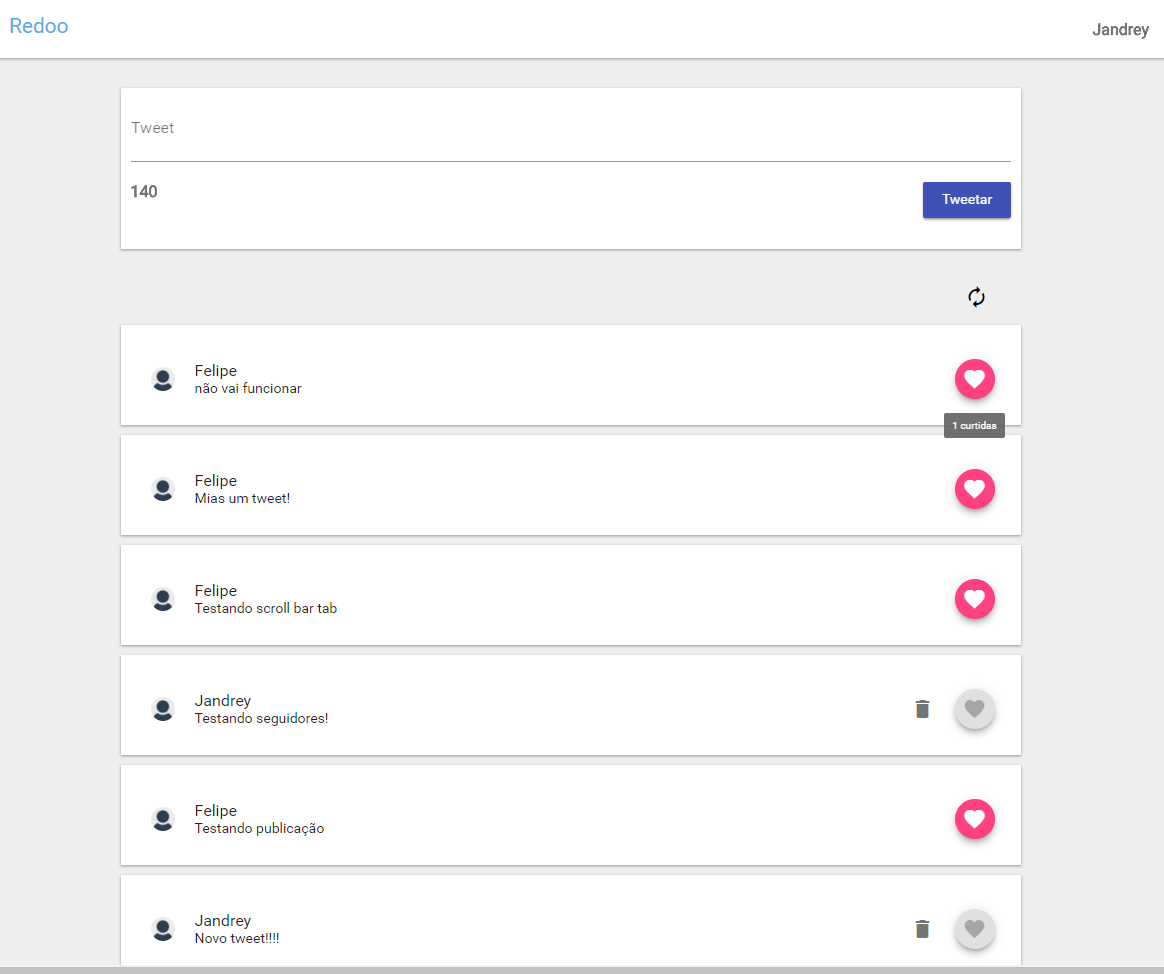 Redoo
Jandrey
Tweet
140
Tweetar
Felipe
não vai funcionar
1 curtidas
Felipe
Mias um tweet!
Felipe
Testando scroll bar tab
Jandrey
Testando seguidores!
Felipe
Testando publicação
Jandrey
Novo tweet!!!!